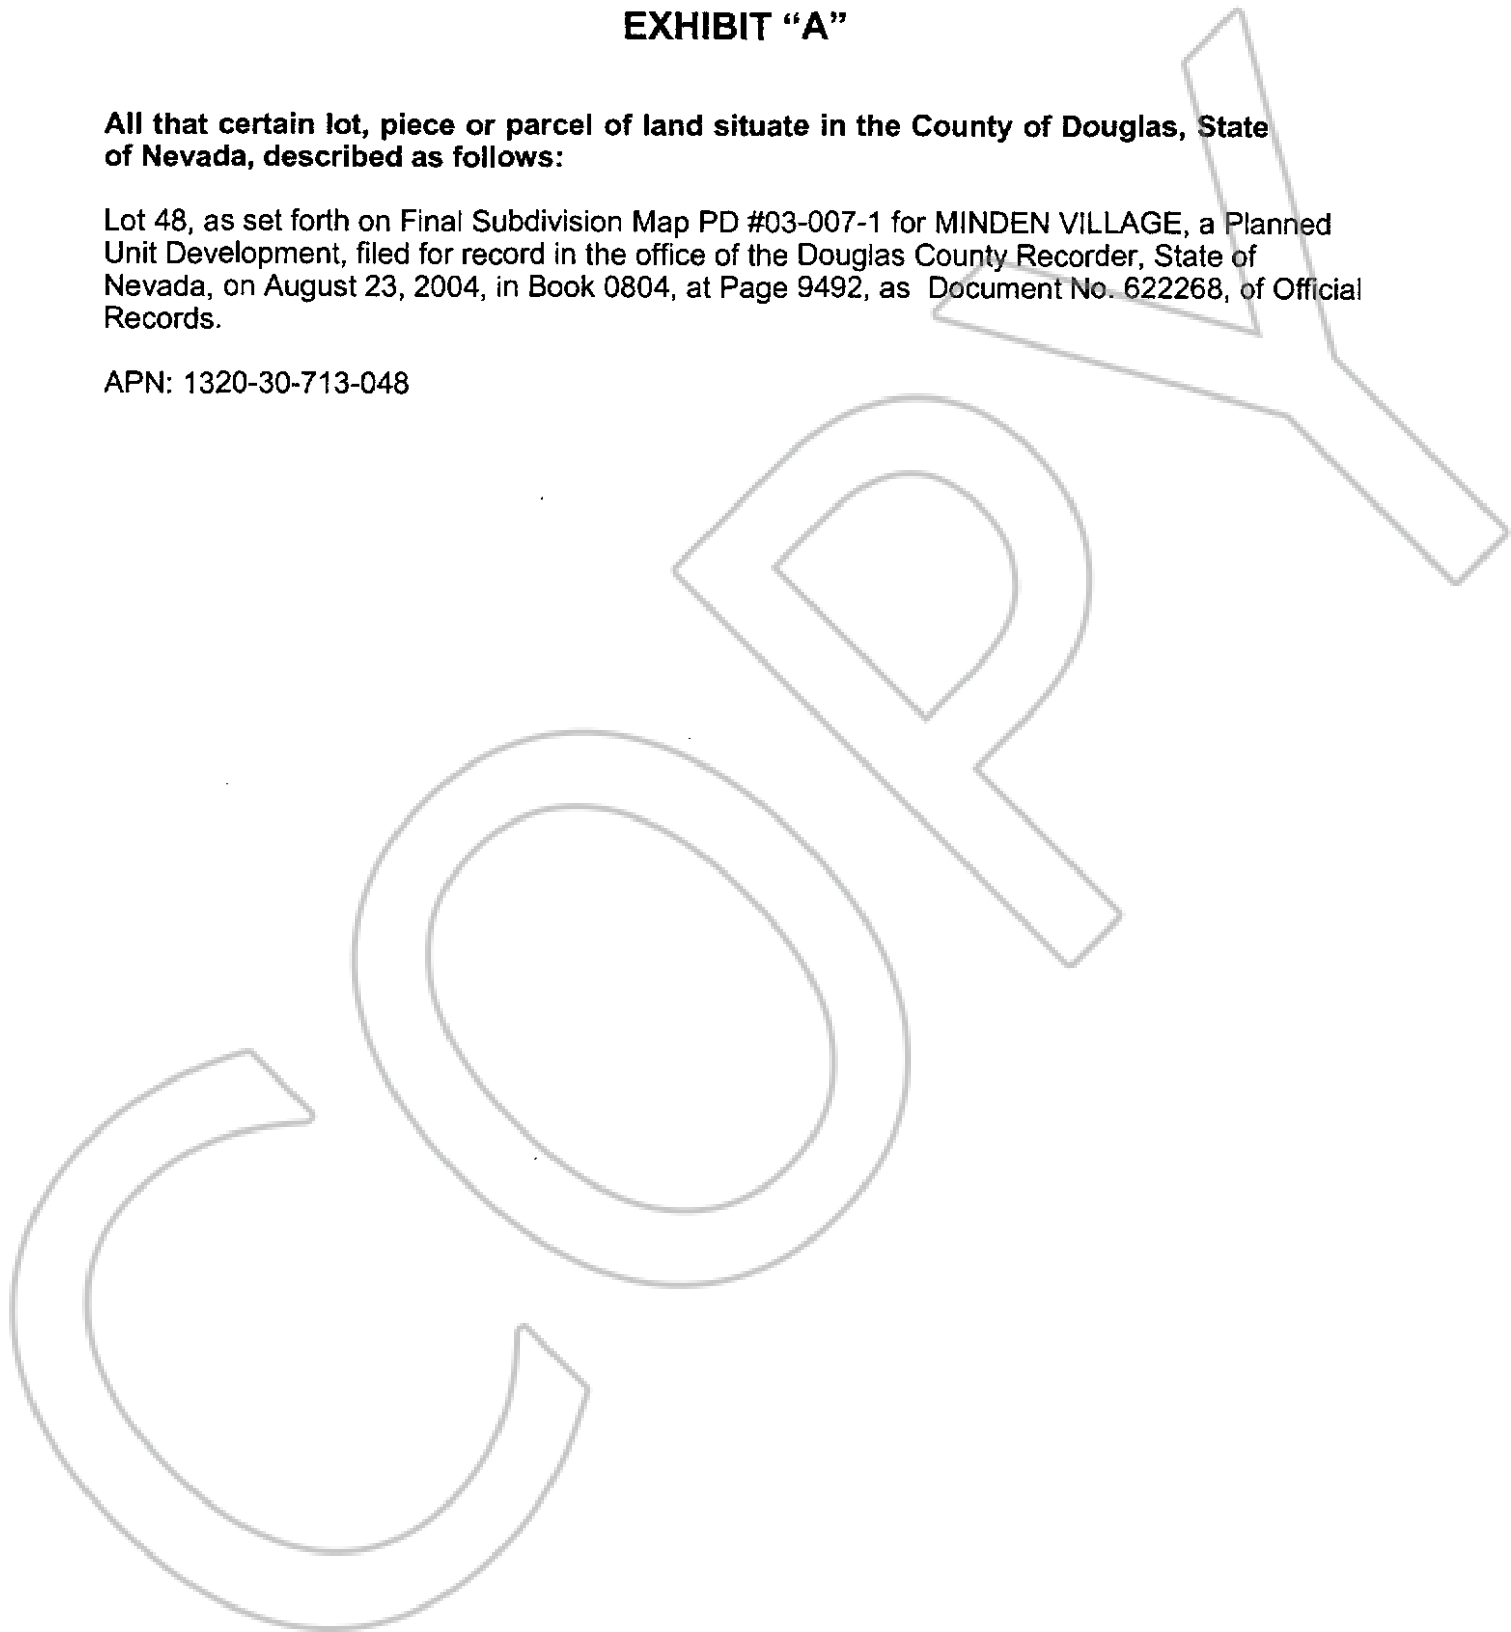 EXHIBIT “A”
All that certain lot, piece or parcel of land situate in the County of Douglas, State
of Nevada, described as follows:
Lot 48, as set forth on Final Subdivision Map PD #03-007-1 for MINDEN VILLAGE, a Planned
Unit Development, filed for record in the office of the Douglas County Recorder, State of
Nevada, on August 23, 2004, in Book 0804, at Page 9492, as Document No. 622268, of Official
Records.
APN: 1320-30-713-048
COPY